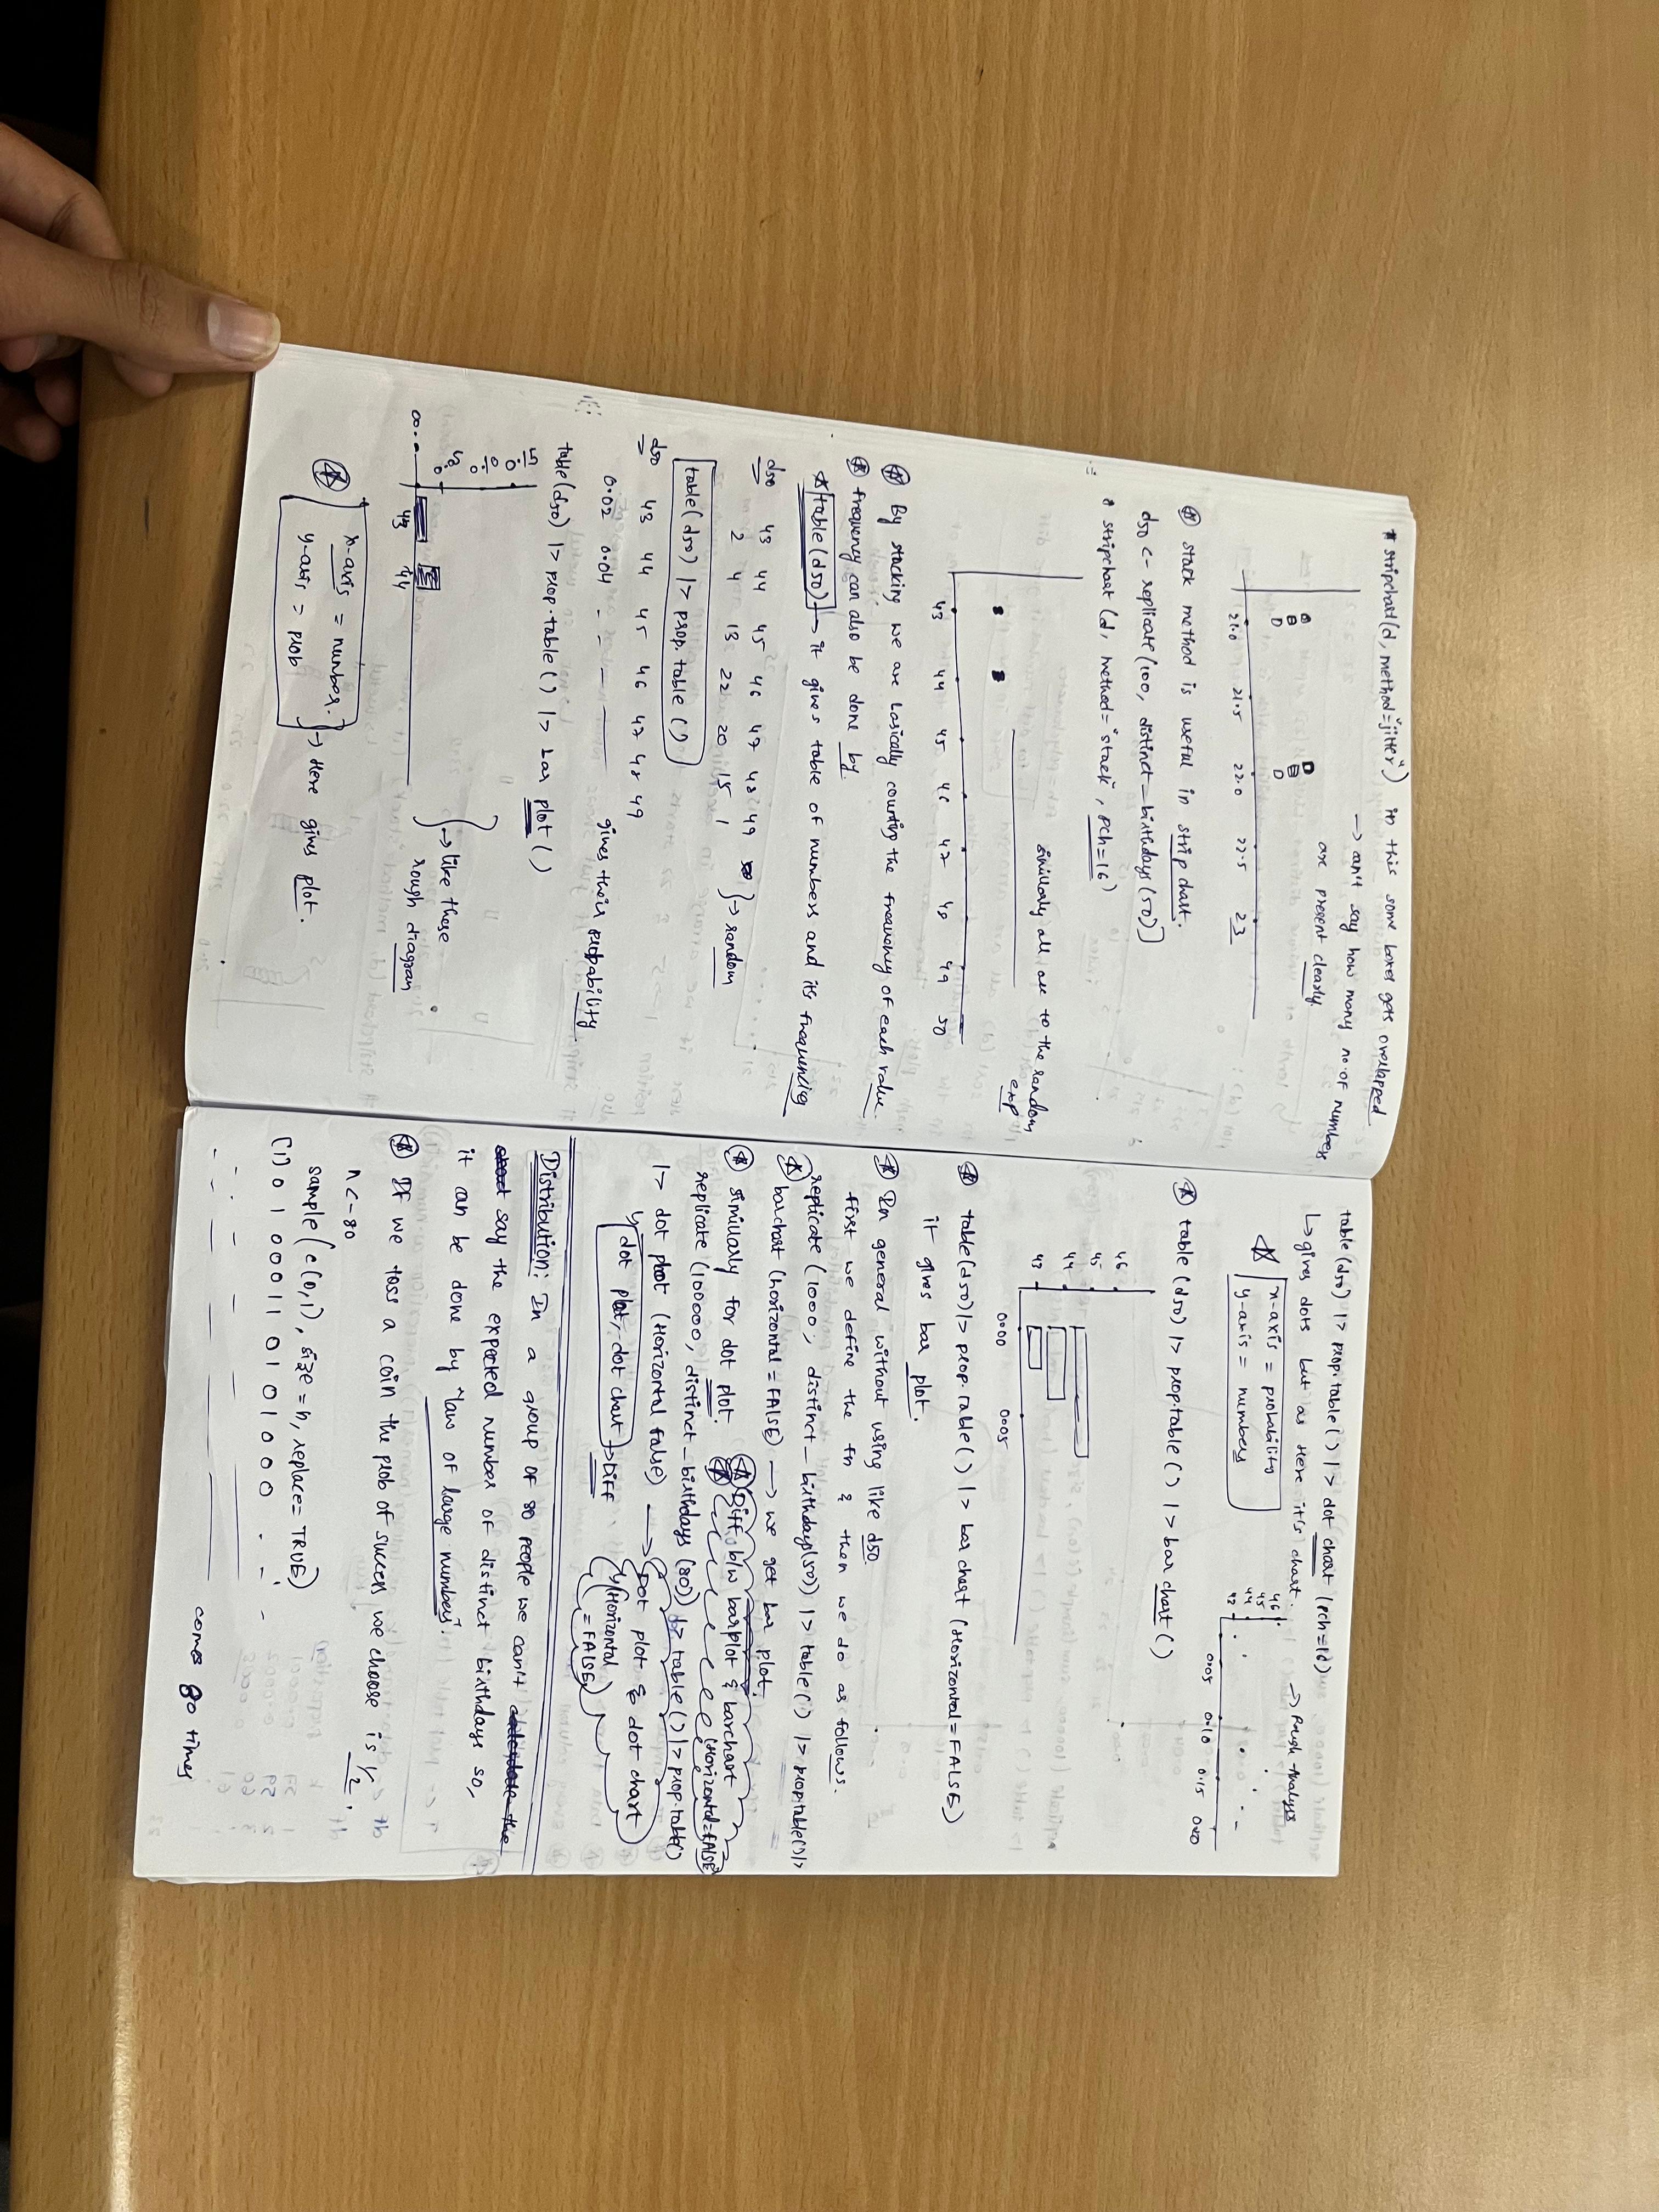 * stripchart(d, method="jitter") in this some boxes gets overlapped
→ can't say how many no.of numbers
are present clearly.
21.0 21.5 22.0 22.5 23
* stack method is useful in strip chart.
d50 <- replicate(100, distinct_birthdays(50))
* stripchart (d, method="stack", pch=16)
simillarly all are to the random
exp
43 44 45 46 47 48 49 50
* By stacking we are basically counting the frequency of each value.
* frequency can also be done by
* table(d50) → it gives table of numbers and its frequencies
d50 43 44 45 46 47 48 49
2 4 13 22 20 15 1 } → random
table(d50) |> prop.table ()
d50 43 44 45 46 47 48 49
0.02 0.04 - - - — gives their probability
table(d50) |> prop.table () |> bar plot ()
0.15
0.10
0.05
0.00
43 44
} → like these
rough diagram
* x-axis = number.
y-axis = prob
→ Here gives plot.
table (d50) |> prop.table () |> dot chart (pch=16)
↳ gives dots but as Here it's chart.
→ Rough Analysis
* x-axis = probability
y-axis = numbers
46
45
44
43
0.05 0.10 0.15 0.20
* table (d50) |> prop.table () |> bar chart ()
46
45
44
43
0.00 0.05
* table(d50)|> prop.table() |> bar chart (Horizontal=FALSE)
it gives bar plot.
* In general without using like d50
first we define the fn & then we do as follows.
replicate (1000, distinct_birthdays(50)) |> table() |> prop.table()|>
* barchart (horizontal = FALSE) → we get bar plot.
* simillarly for dot plot.
* Diff. b/w barplot & barchart
* (Horizontal=FALSE)
replicate (100000, distinct_birthdays (80)) |> table()|> prop.table()
|> dot plot (Horizontal false) → Dot plot & dot chart
↳ (Horizontal
= FALSE)
↳ dot plot, dot chart → Diff
Distribution: In a group of 80 people we can't
say the expected number of distinct birthdays so,
it can be done by "law of large numbers".
* If we toss a coin the prob of success we choose is 1/2.
n <- 80
sample (c(0,1), size = n, replace= TRUE)
(1) 0 1 0 0 0 1 1 0 1 0 1 0 0 0 . - -
comes 80 times